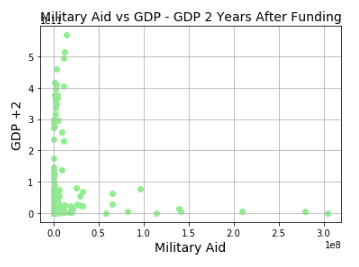 Military Aid vs GDP - GDP 2 Years After Funding
1e11
5
4
3
2
1
0
GDP +2
0.0 0.5 1.0 1.5 2.0 2.5 3.0
1e8
Military Aid